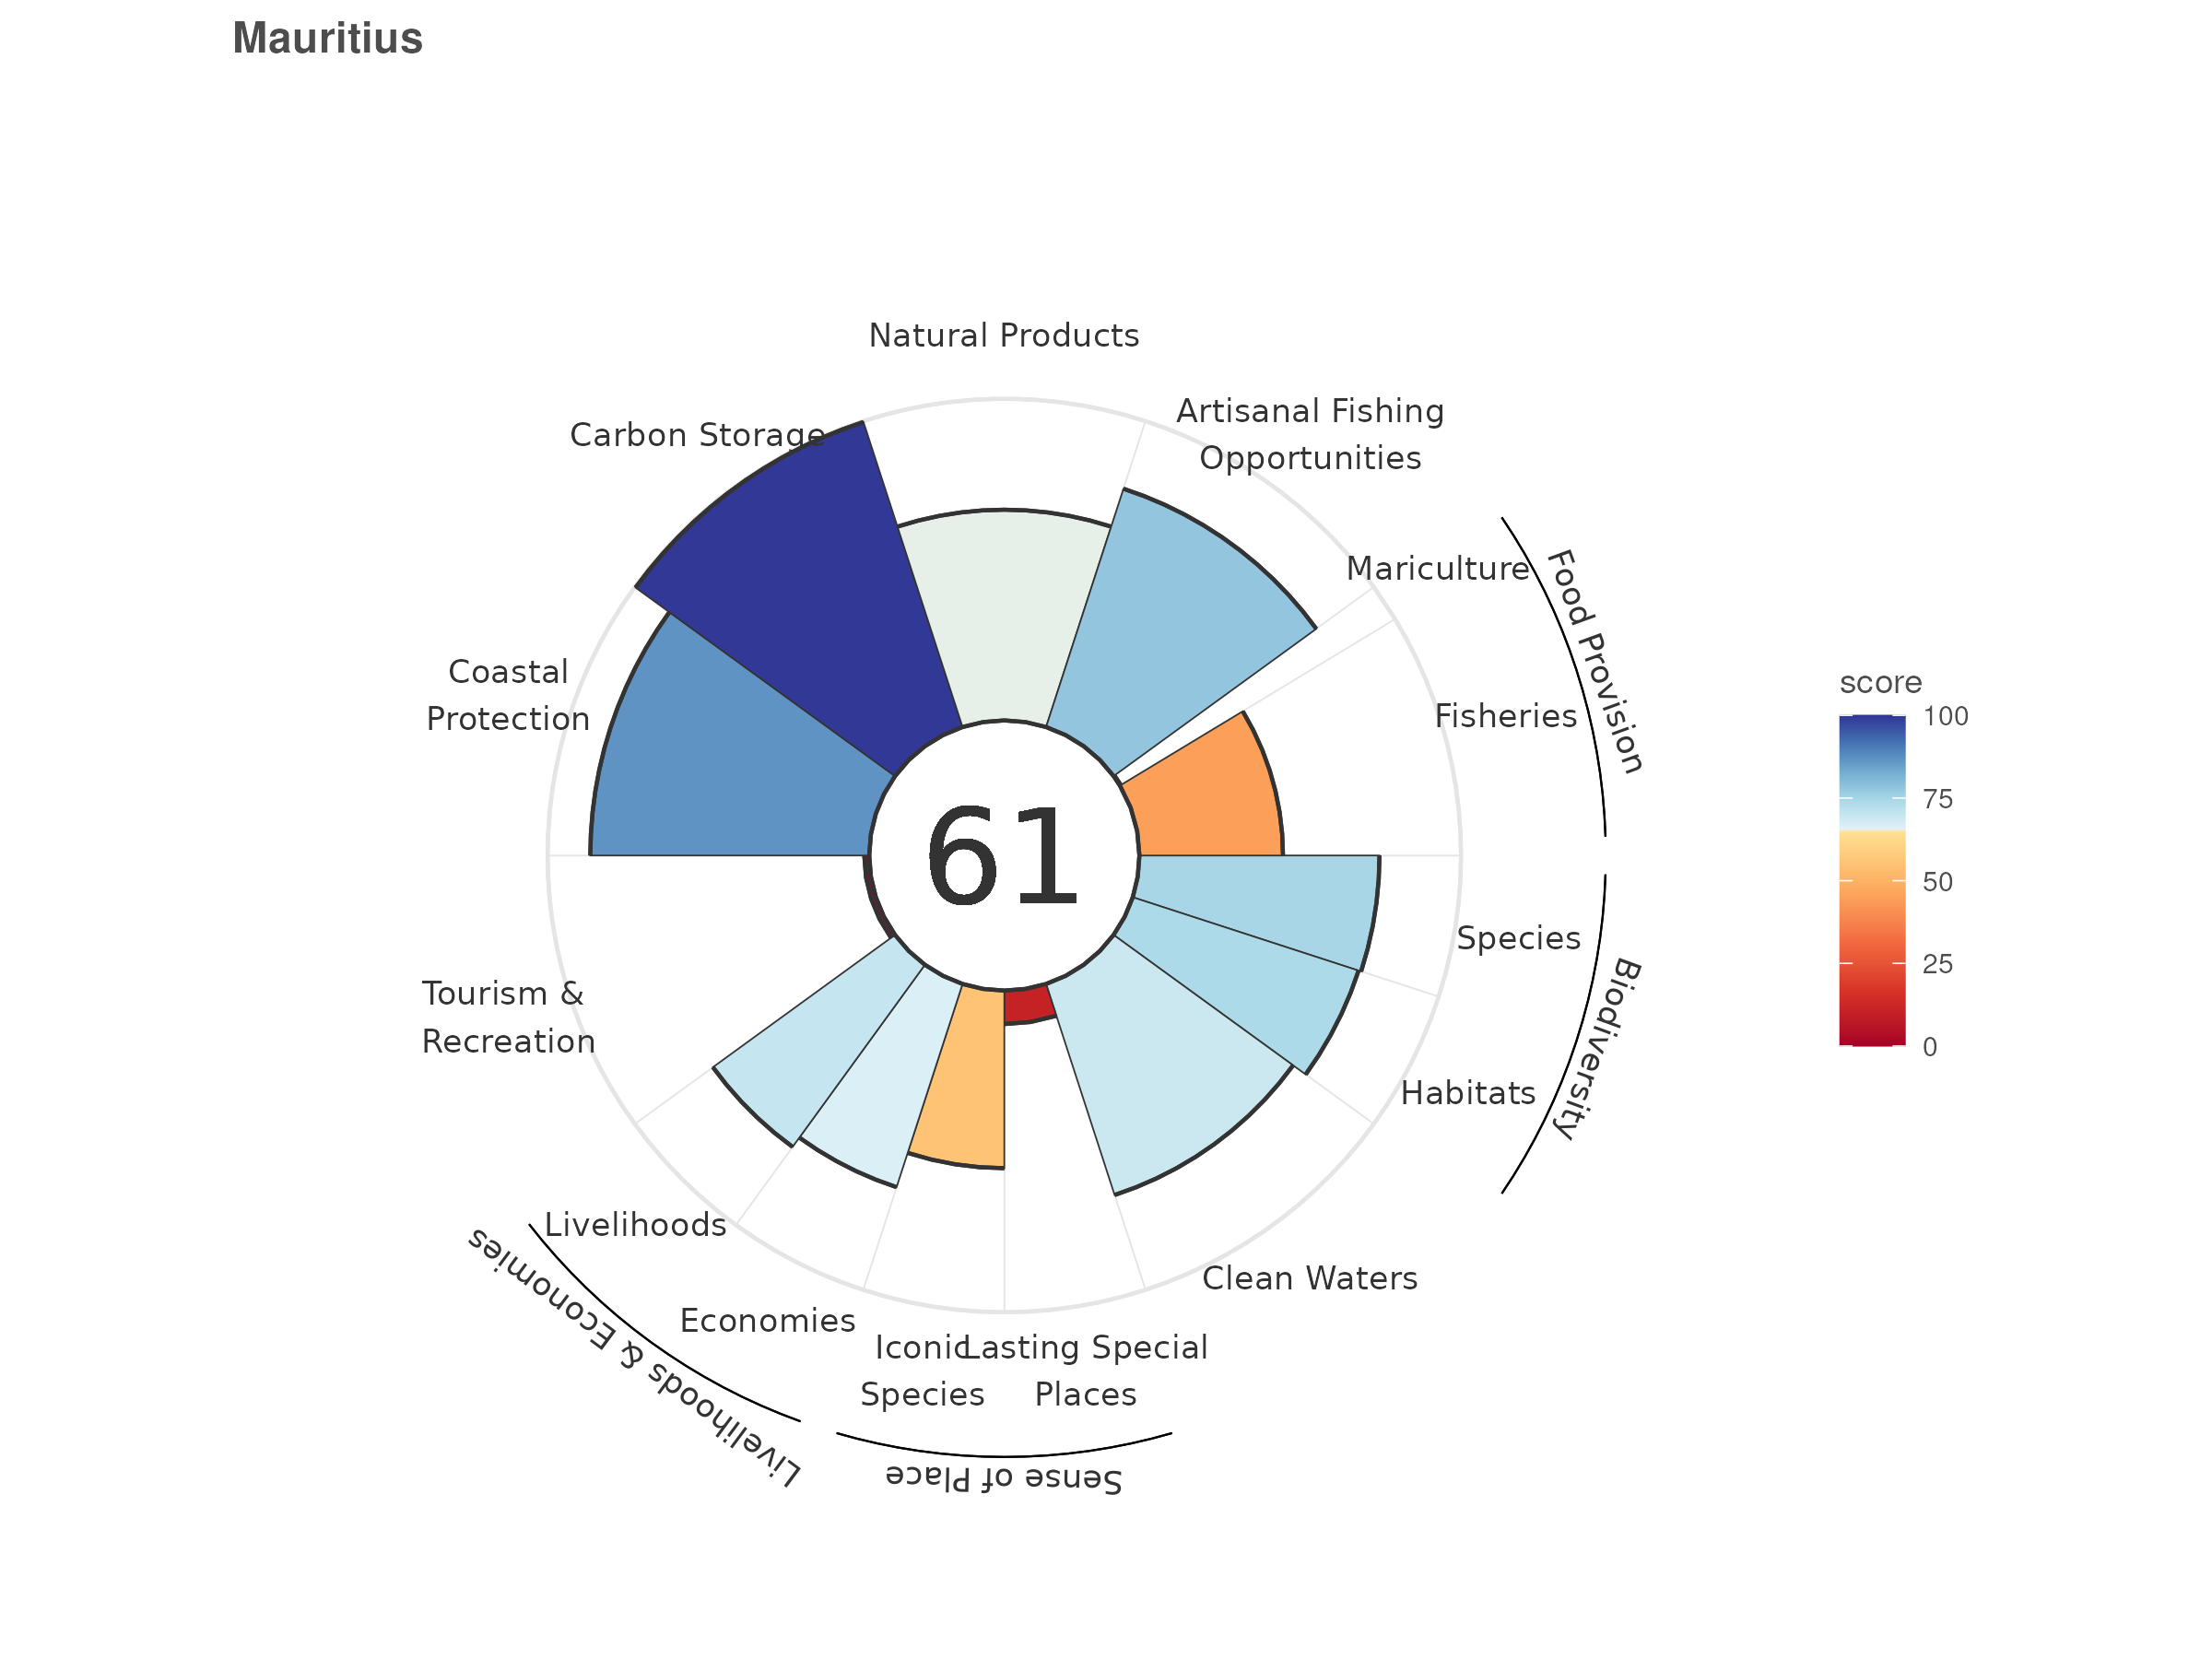 Mauritius
Natural Products
Artisanal Fishing
Opportunities
Carbon Storage
Mariculture
Food Provision
Coastal
Protection
Fisheries
score
100
75
50
25
0
61
Species
Biodiversity
Tourism &
Recreation
Habitats
Livelihoods
Clean Waters
Economies
Iconic
Species
Lasting Special
Places
Livelihoods & Economies
Sense of Place